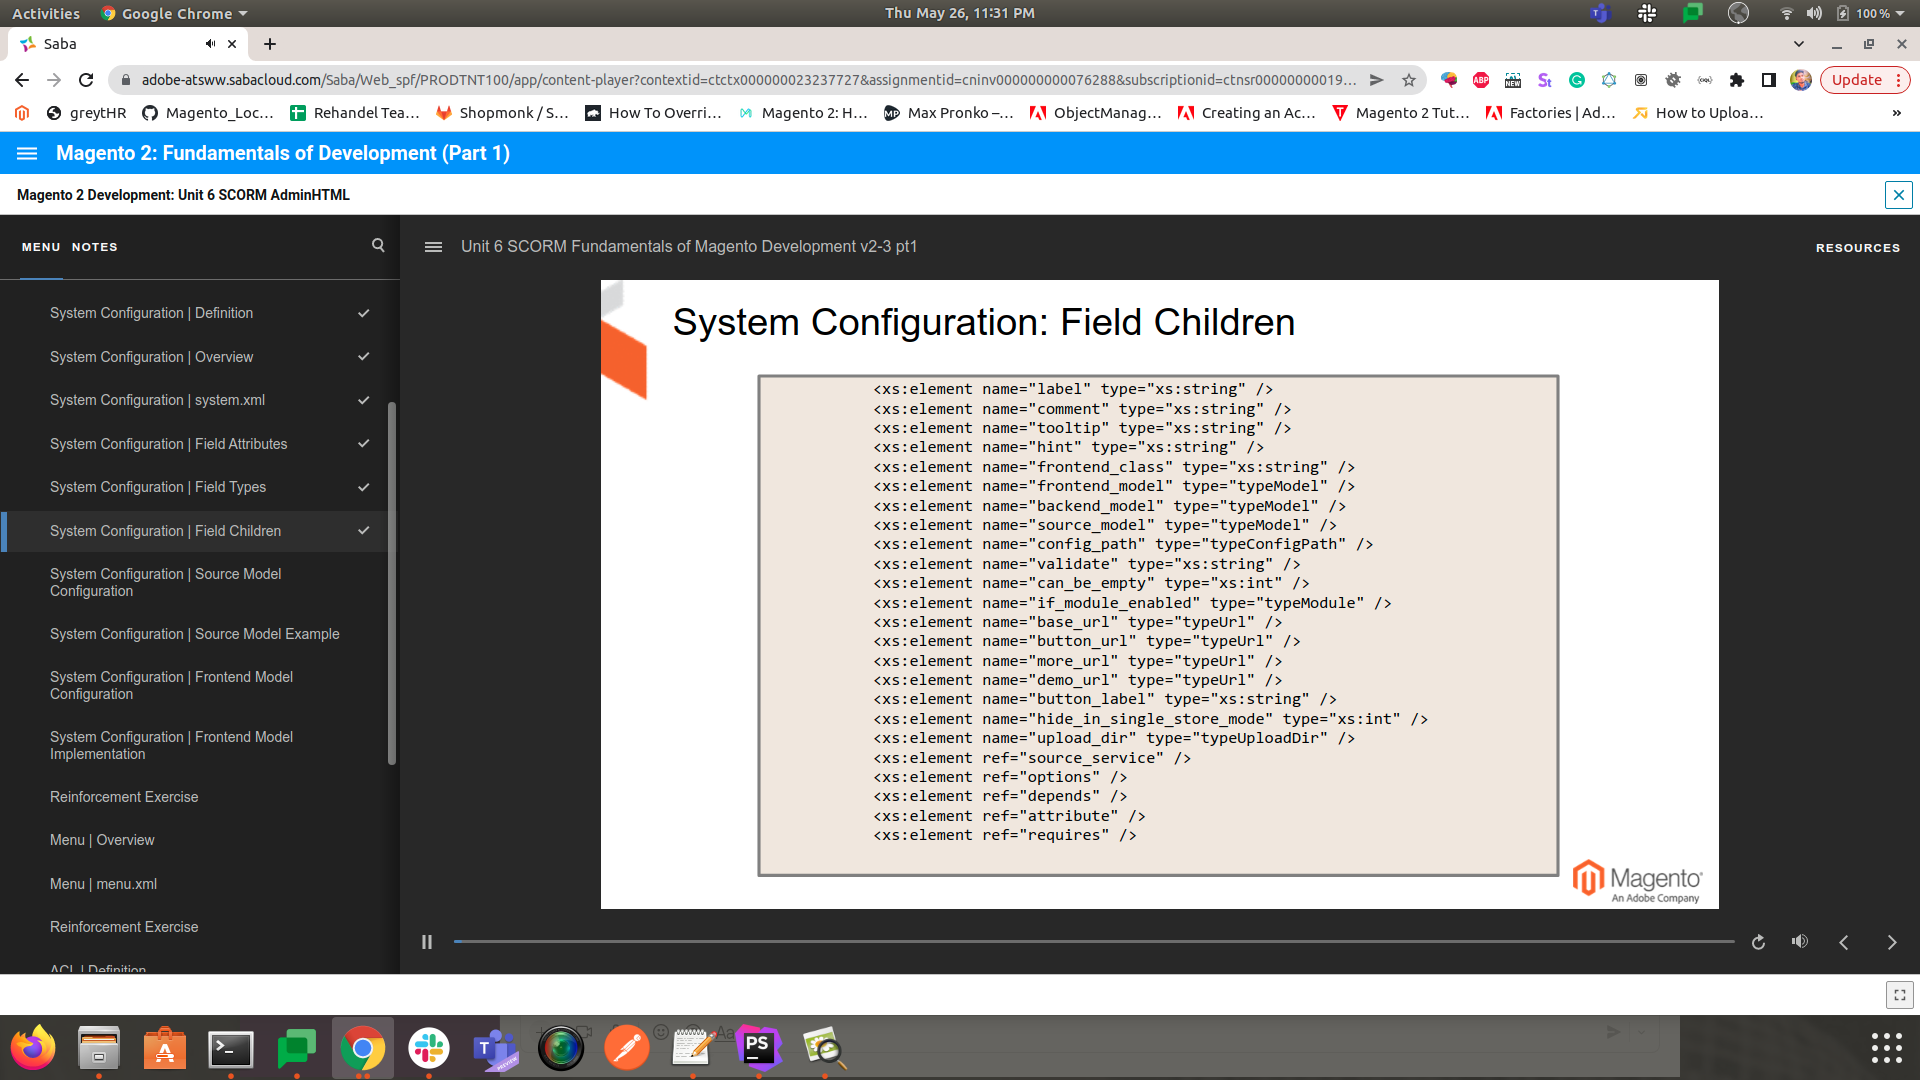 Activities
Google Chrome
Thu May 26, 11:31 PM
100 %
Saba
adobe-atsww.sabacloud.com/Saba/Web_spf/PRODTNT100/app/content-player?contextid=ctctx000000023237727&assignmentid=cninv000000000076288&subscriptionid=ctnsr00000000019...
Update
greytHR
Magento_Loc...
Rehandel Tea...
Shopmonk / S...
How To Overri...
Magento 2: H...
Max Pronko –...
ObjectManag...
Creating an Ac...
Magento 2 Tut...
Factories | Ad...
How to Uploa...
»
Magento 2: Fundamentals of Development (Part 1)
Magento 2 Development: Unit 6 SCORM AdminHTML
MENU NOTES
Unit 6 SCORM Fundamentals of Magento Development v2-3 pt1
RESOURCES
System Configuration | Definition
System Configuration | Overview
System Configuration | system.xml
System Configuration | Field Attributes
System Configuration | Field Types
System Configuration | Field Children
System Configuration | Source Model
Configuration
System Configuration | Source Model Example
System Configuration | Frontend Model
Configuration
System Configuration | Frontend Model
Implementation
Reinforcement Exercise
Menu | Overview
Menu | menu.xml
Reinforcement Exercise
ACL | Definition
System Configuration: Field Children
<xs:element name="label" type="xs:string" />
<xs:element name="comment" type="xs:string" />
<xs:element name="tooltip" type="xs:string" />
<xs:element name="hint" type="xs:string" />
<xs:element name="frontend_class" type="xs:string" />
<xs:element name="frontend_model" type="typeModel" />
<xs:element name="backend_model" type="typeModel" />
<xs:element name="source_model" type="typeModel" />
<xs:element name="config_path" type="typeConfigPath" />
<xs:element name="validate" type="xs:string" />
<xs:element name="can_be_empty" type="xs:int" />
<xs:element name="if_module_enabled" type="typeModule" />
<xs:element name="base_url" type="typeUrl" />
<xs:element name="button_url" type="typeUrl" />
<xs:element name="more_url" type="typeUrl" />
<xs:element name="demo_url" type="typeUrl" />
<xs:element name="button_label" type="xs:string" />
<xs:element name="hide_in_single_store_mode" type="xs:int" />
<xs:element name="upload_dir" type="typeUploadDir" />
<xs:element ref="source_service" />
<xs:element ref="options" />
<xs:element ref="depends" />
<xs:element ref="attribute" />
<xs:element ref="requires" />
Magento
An Adobe Company